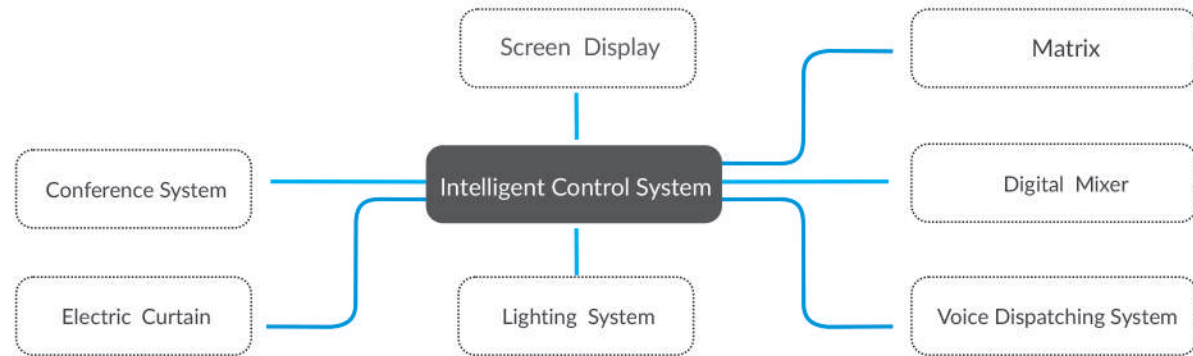 Screen Display
Matrix
Conference System
Intelligent Control System
Digital Mixer
Electric Curtain
Lighting System
Voice Dispatching System